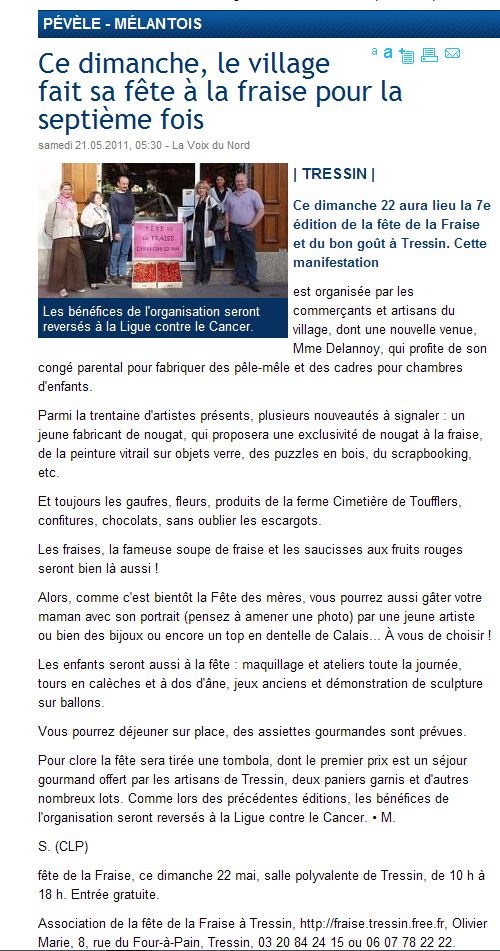 PÉVÈLE - MÉLANTOIS
a a
Ce dimanche, le village
fait sa fête à la fraise pour la
septième fois
samedi 21.05.2011, 05:30 - La Voix du Nord
FÊTE DE
LA FRAISE
Dimanche 22 mai
Les bénéfices de l'organisation seront
reversés à la Ligue contre le Cancer.
| TRESSIN |
Ce dimanche 22 aura lieu la 7e
édition de la fête de la Fraise
et du bon goût à Tressin. Cette
manifestation
est organisée par les
commerçants et artisans du
village, dont une nouvelle venue,
Mme Delannoy, qui profite de son
congé parental pour fabriquer des pêle-mêle et des cadres pour chambres
d'enfants.
Parmi la trentaine d'artistes présents, plusieurs nouveautés à signaler : un
jeune fabricant de nougat, qui proposera une exclusivité de nougat à la fraise,
de la peinture vitrail sur objets verre, des puzzles en bois, du scrapbooking,
etc.
Et toujours les gaufres, fleurs, produits de la ferme Cimetière de Toufflers,
confitures, chocolats, sans oublier les escargots.
Les fraises, la fameuse soupe de fraise et les saucisses aux fruits rouges
seront bien là aussi !
Alors, comme c'est bientôt la Fête des mères, vous pourrez aussi gâter votre
maman avec son portrait (pensez à amener une photo) par une jeune artiste
ou bien des bijoux ou encore un top en dentelle de Calais... À vous de choisir !
Les enfants seront aussi à la fête : maquillage et ateliers toute la journée,
tours en calèches et à dos d'âne, jeux anciens et démonstration de sculpture
sur ballons.
Vous pourrez déjeuner sur place, des assiettes gourmandes sont prévues.
Pour clore la fête sera tirée une tombola, dont le premier prix est un séjour
gourmand offert par les artisans de Tressin, deux paniers garnis et d'autres
nombreux lots. Comme lors des précédentes éditions, les bénéfices de
l'organisation seront reversés à la Ligue contre le Cancer. • M.
S. (CLP)
fête de la Fraise, ce dimanche 22 mai, salle polyvalente de Tressin, de 10 h à
18 h. Entrée gratuite.
Association de la fête de la Fraise à Tressin, http://fraise.tressin.free.fr, Olivier
Marie, 8, rue du Four-à-Pain, Tressin, 03 20 84 24 15 ou 06 07 78 22 22.